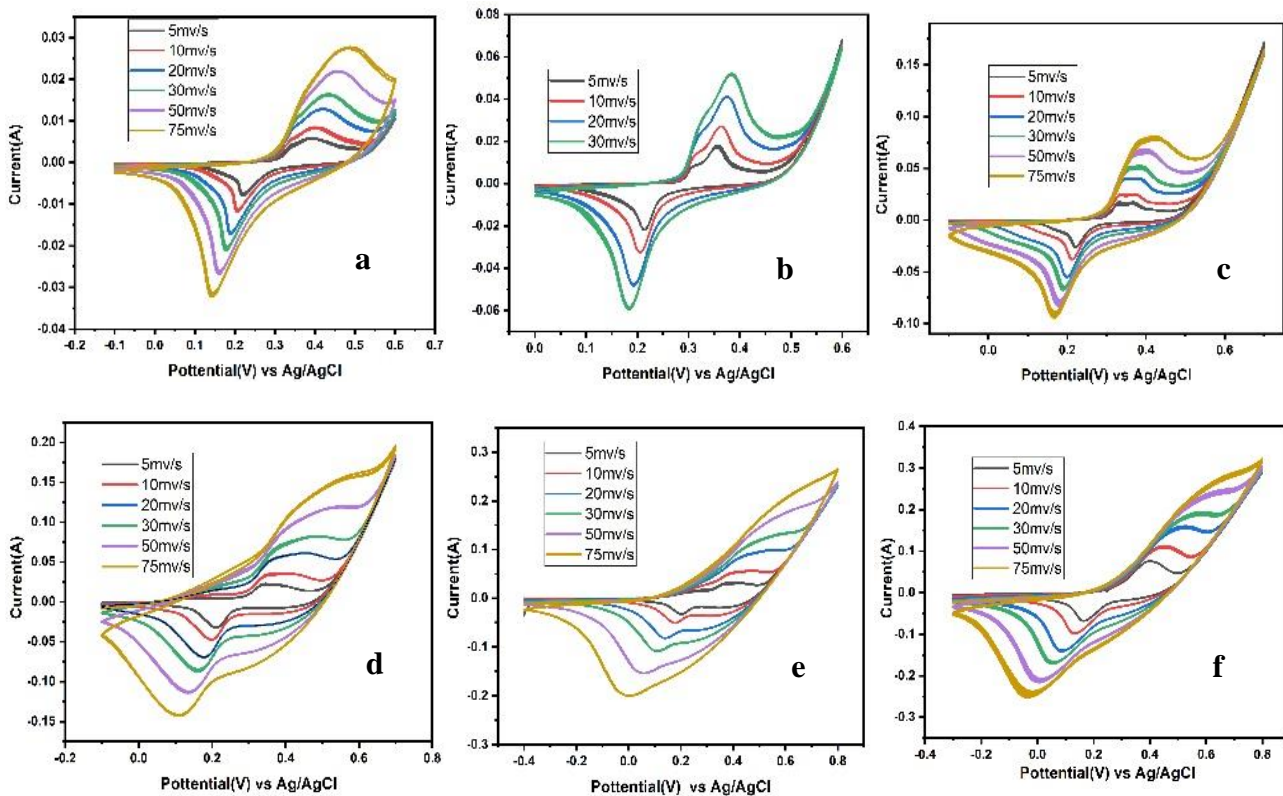 5mv/s
10mv/s
20mv/s
30mv/s
50mv/s
75mv/s
Current(A)
0.03
0.02
0.01
0.00
-0.01
-0.02
-0.03
-0.04
-0.2 -0.1 0.0 0.1 0.2 0.3 0.4 0.5 0.6 0.7
Pottential(V) vs Ag/AgCl
a
5mv/s
10mv/s
20mv/s
30mv/s
Current(A)
0.08
0.06
0.04
0.02
0.00
-0.02
-0.04
-0.06
0.0 0.1 0.2 0.3 0.4 0.5 0.6
Pottential(V) vs Ag/AgCl
b
5mv/s
10mv/s
20mv/s
30mv/s
50mv/s
75mv/s
Current(A)
0.15
0.10
0.05
0.00
-0.05
-0.10
0.0 0.2 0.4 0.6
Pottential(V) vs Ag/AgCl
c
5mv/s
10mv/s
20mv/s
30mv/s
50mv/s
75mv/s
Current(A)
0.20
0.15
0.10
0.05
0.00
-0.05
-0.10
-0.15
-0.2 0.0 0.2 0.4 0.6 0.8
Pottential(V) vs Ag/AgCl
d
5mv/s
10mv/s
20mv/s
30mv/s
50mv/s
75mv/s
Current(A)
0.3
0.2
0.1
0.0
-0.1
-0.2
-0.3
-0.4 -0.2 0.0 0.2 0.4 0.6 0.8
Pottential(V) vs Ag/AgCl
e
5mv/s
10mv/s
20mv/s
30mv/s
50mv/s
75mv/s
Current(A)
0.4
0.3
0.2
0.1
0.0
-0.1
-0.2
-0.3
-0.4 -0.2 0.0 0.2 0.4 0.6 0.8
Pottential(V) vs Ag/AgCl
f